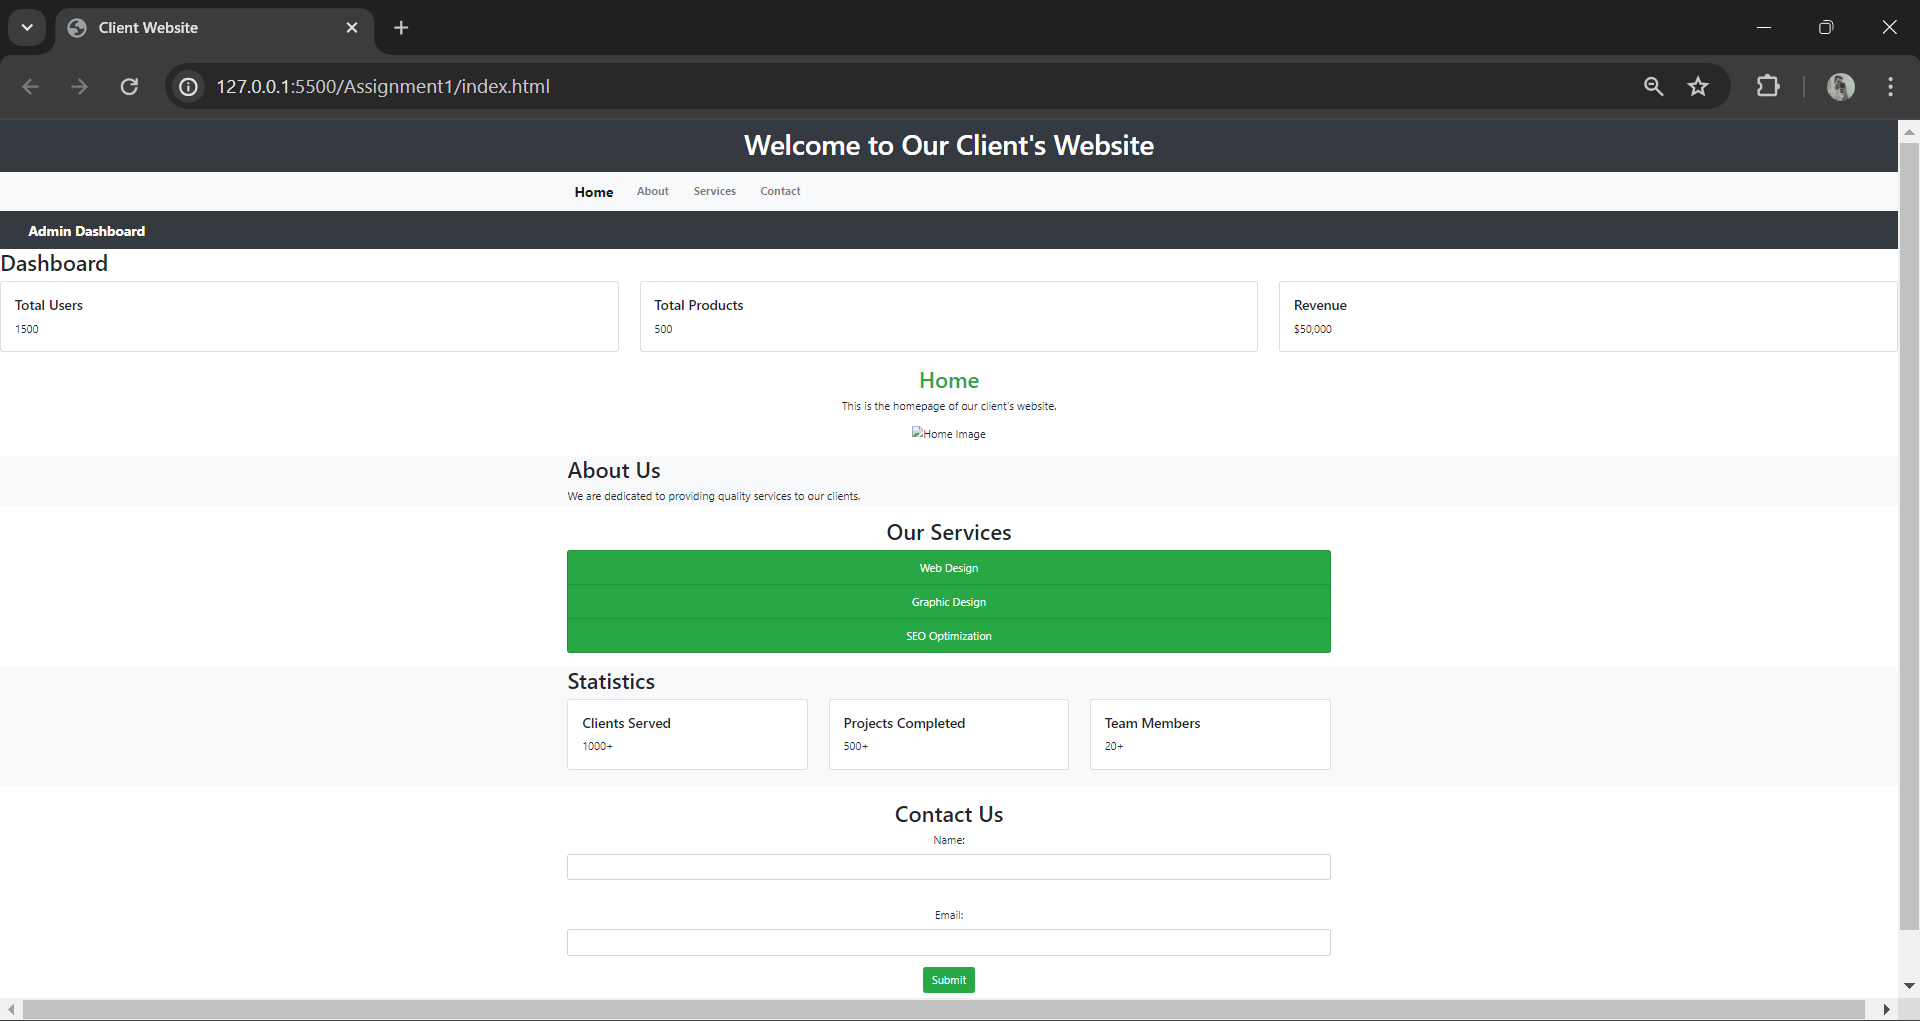 Client Website
127.0.0.1:5500/Assignment1/index.html
Welcome to Our Client's Website
Home About Services Contact
Admin Dashboard
Dashboard
Total Users Total Products Revenue
1500 500 $50,000
Home
This is the homepage of our client's website.
Home Image
About Us
We are dedicated to providing quality services to our clients.
Our Services
Web Design
Graphic Design
SEO Optimization
Statistics
Clients Served Projects Completed Team Members
1000+ 500+ 20+
Contact Us
Name:
Email:
Submit